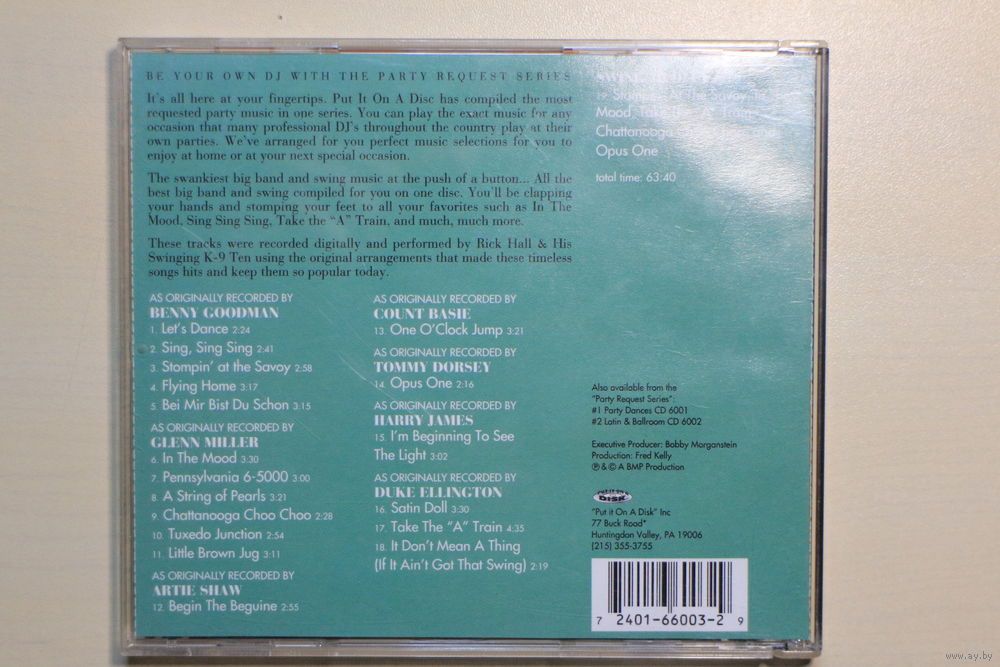 BE YOUR OWN DJ WITH THE PARTY REQUEST SERIES
It's all here at your fingertips. Put It On A Disc has compiled the most
requested party music in one series. You can play the exact music for any
occasion that many professional DJ's throughout the country play at their
own parties. We've arranged for you perfect music selections for you to
enjoy at home or at your next special occasion.
The swankiest big band and swing music at the push of a button... All the
best big band and swing compiled for you on one disc. You'll be clapping
your hands and stomping your feet to all your favorites such as In The
Mood, Sing Sing Sing, Take the "A" Train, and much, much more.
These tracks were recorded digitally and performed by Rick Hall & His
Swinging K-9 Ten using the original arrangements that made these timeless
songs hits and keep them so popular today.
AS ORIGINALLY RECORDED BY
BENNY GOODMAN
1. Let's Dance 2:24
2. Sing, Sing Sing 2:41
3. Stompin' at the Savoy 2:58
4. Flying Home 3:17
5. Bei Mir Bist Du Schon 3:15
AS ORIGINALLY RECORDED BY
GLENN MILLER
6. In The Mood 3:30
7. Pennsylvania 6-5000 3:00
8. A String of Pearls 3:21
9. Chattanooga Choo Choo 2:28
10. Tuxedo Junction 2:54
11. Little Brown Jug 3:11
AS ORIGINALLY RECORDED BY
ARTIE SHAW
12. Begin The Beguine 2:55
AS ORIGINALLY RECORDED BY
COUNT BASIE
13. One O'Clock Jump 3:21
AS ORIGINALLY RECORDED BY
TOMMY DORSEY
14. Opus One 2:16
AS ORIGINALLY RECORDED BY
HARRY JAMES
15. I'm Beginning To See
The Light 3:02
AS ORIGINALLY RECORDED BY
DUKE ELLINGTON
16. Satin Doll 3:30
17. Take The "A" Train 4:35
18. It Don't Mean A Thing
(If It Ain't Got That Swing) 2:19
Savoy
Mood, Take The "A" Train
Chattanooga and
Opus One
total time: 63:40
Also available from the
"Party Request Series":
#1 Party Dances CD 6001
#2 Latin & Ballroom CD 6002
Executive Producer: Bobby Morganstein
Production: Fred Kelly
℗ & © A BMP Production
PUT IT ON A
DISK
"Put it On A Disk" Inc
77 Buck Road*
Huntingdon Valley, PA 19006
(215) 355-3755
7 2401-66003-2 9
www.ay.by